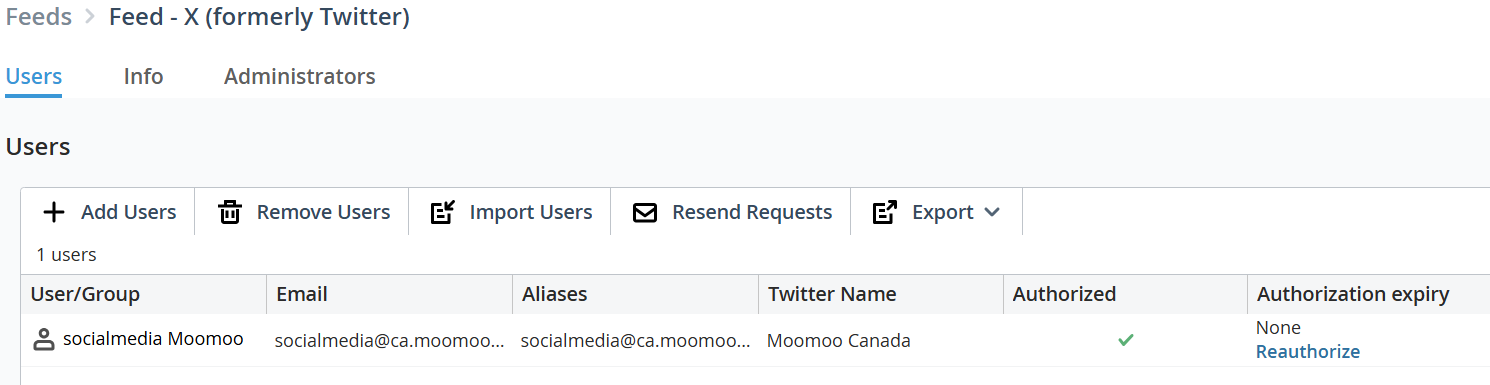 Feeds > Feed - X (formerly Twitter)
Users Info Administrators
Users
Add Users Remove Users Import Users Resend Requests Export
1 users
User/Group Email Aliases Twitter Name Authorized Authorization expiry
socialmedia Moomoo socialmedia@ca.moomoo... socialmedia@ca.moomoo... Moomoo Canada None
Reauthorize